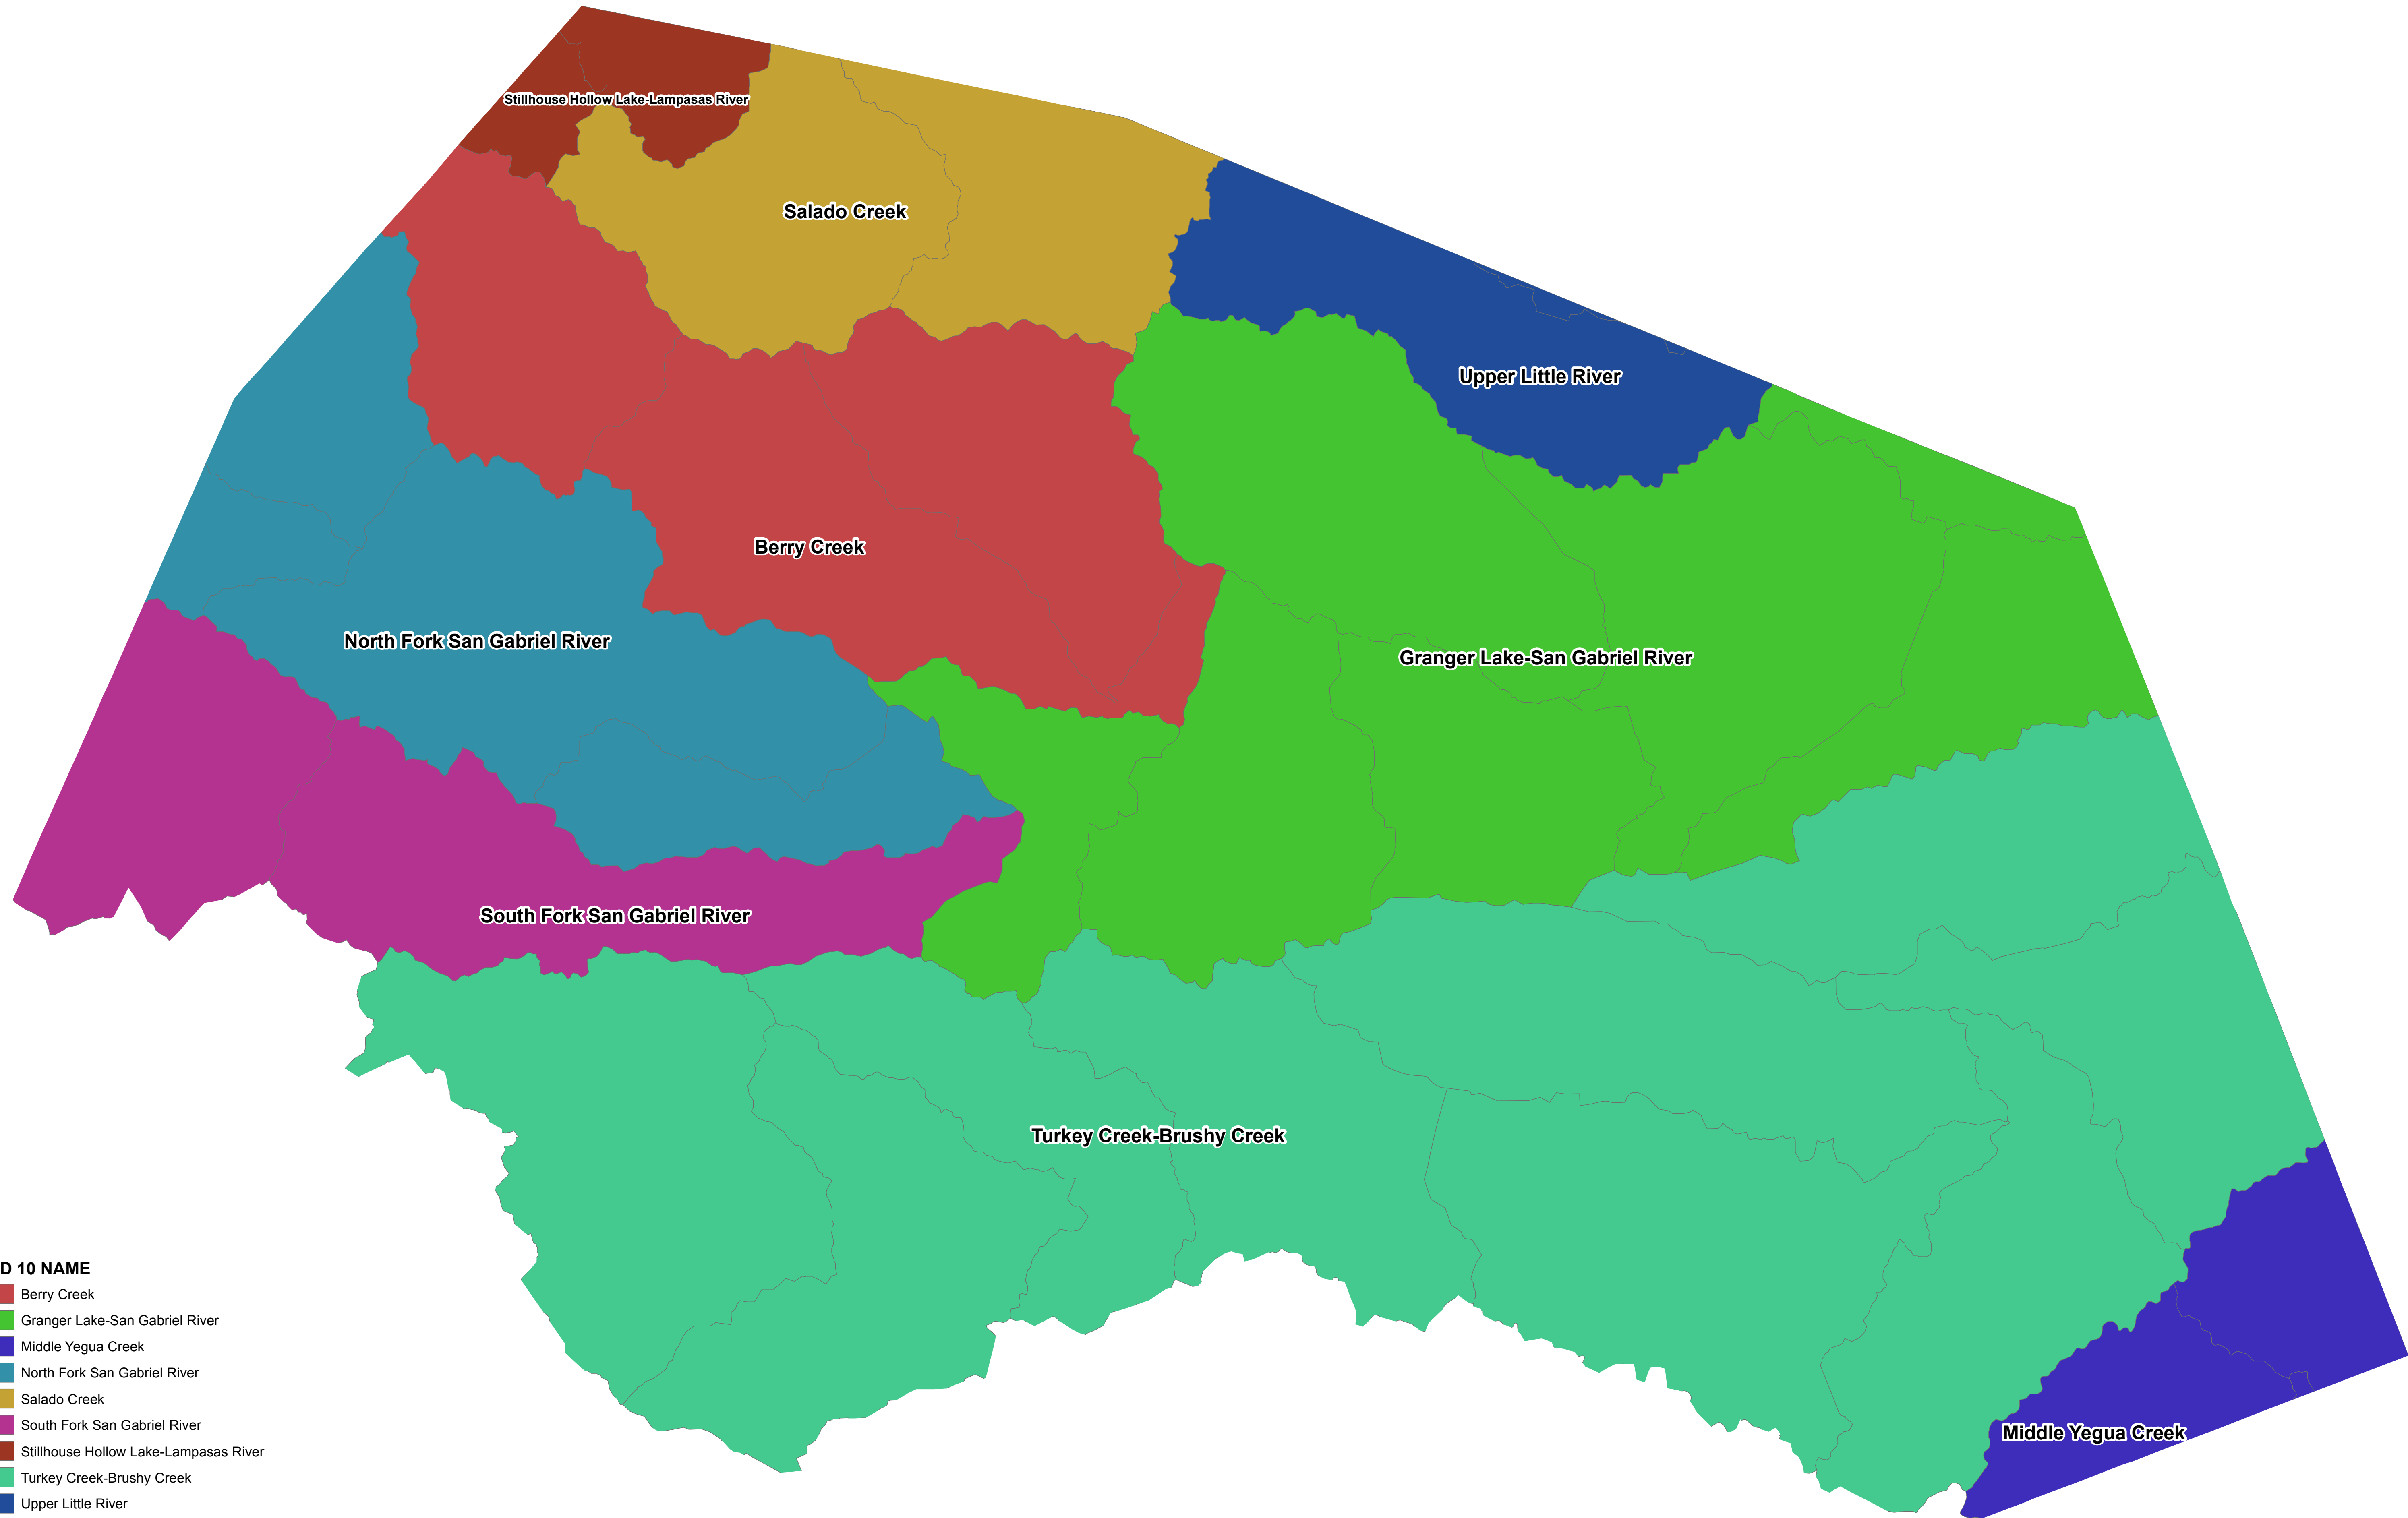 Stillhouse Hollow Lake-Lampasas River
Salado Creek
Upper Little River
Berry Creek
North Fork San Gabriel River
Granger Lake-San Gabriel River
South Fork San Gabriel River
Turkey Creek-Brushy Creek
Middle Yegua Creek
D 10 NAME
Berry Creek
Granger Lake-San Gabriel River
Middle Yegua Creek
North Fork San Gabriel River
Salado Creek
South Fork San Gabriel River
Stillhouse Hollow Lake-Lampasas River
Turkey Creek-Brushy Creek
Upper Little River